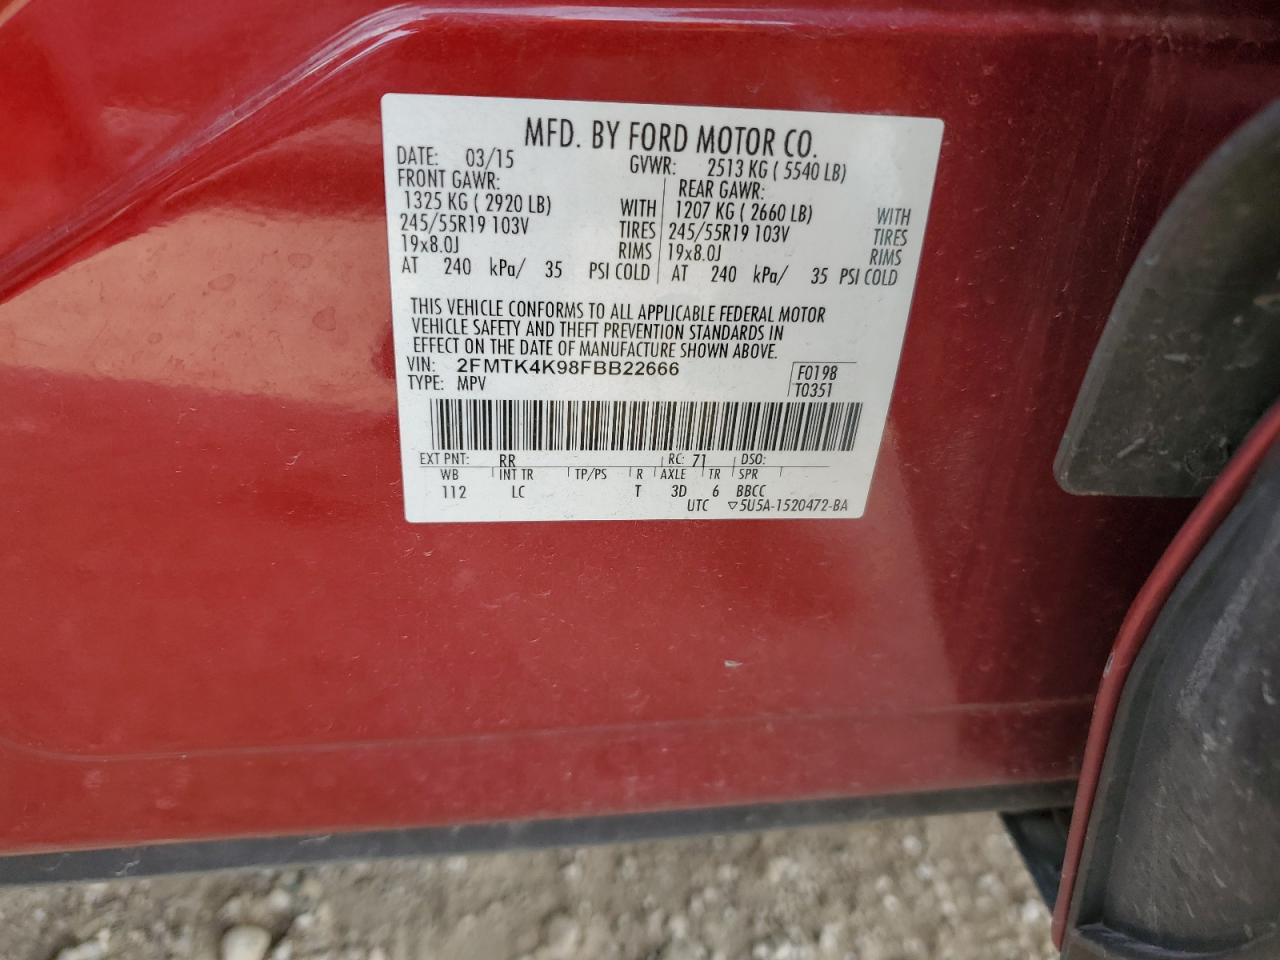 MFD. BY FORD MOTOR CO.
DATE: 03/15 GVWR: 2513 KG ( 5540 LB)
FRONT GAWR: REAR GAWR:
1325 KG ( 2920 LB) WITH 1207 KG ( 2660 LB) WITH
245/55R19 103V TIRES 245/55R19 103V TIRES
19x8.0J RIMS 19x8.0J RIMS
AT 240 kPa/ 35 PSI COLD AT 240 kPa/ 35 PSI COLD
THIS VEHICLE CONFORMS TO ALL APPLICABLE FEDERAL MOTOR
VEHICLE SAFETY AND THEFT PREVENTION STANDARDS IN
EFFECT ON THE DATE OF MANUFACTURE SHOWN ABOVE.
VIN: 2FMTK4K98FBB22666 F0198
TYPE: MPV T0351
EXT PNT: RR RC: 71 DSO:
WB INT TR TP/PS R AXLE TR SPR
112 LC T 3D 6 BBCC
UTC ▽5U5A-1520472-BA